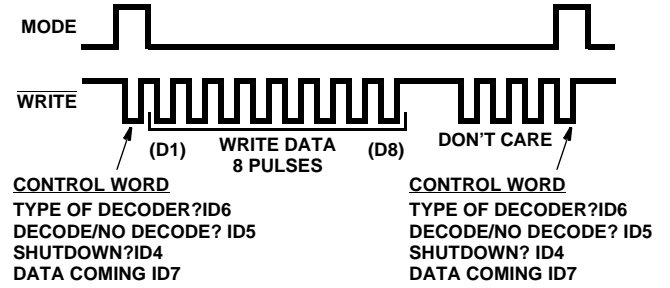 MODE
WRITE
(D1) WRITE DATA (D8) DON'T CARE
8 PULSES
CONTROL WORD
TYPE OF DECODER?ID6
DECODE/NO DECODE? ID5
SHUTDOWN?ID4
DATA COMING ID7
CONTROL WORD
TYPE OF DECODER?ID6
DECODE/NO DECODE? ID5
SHUTDOWN? ID4
DATA COMING ID7